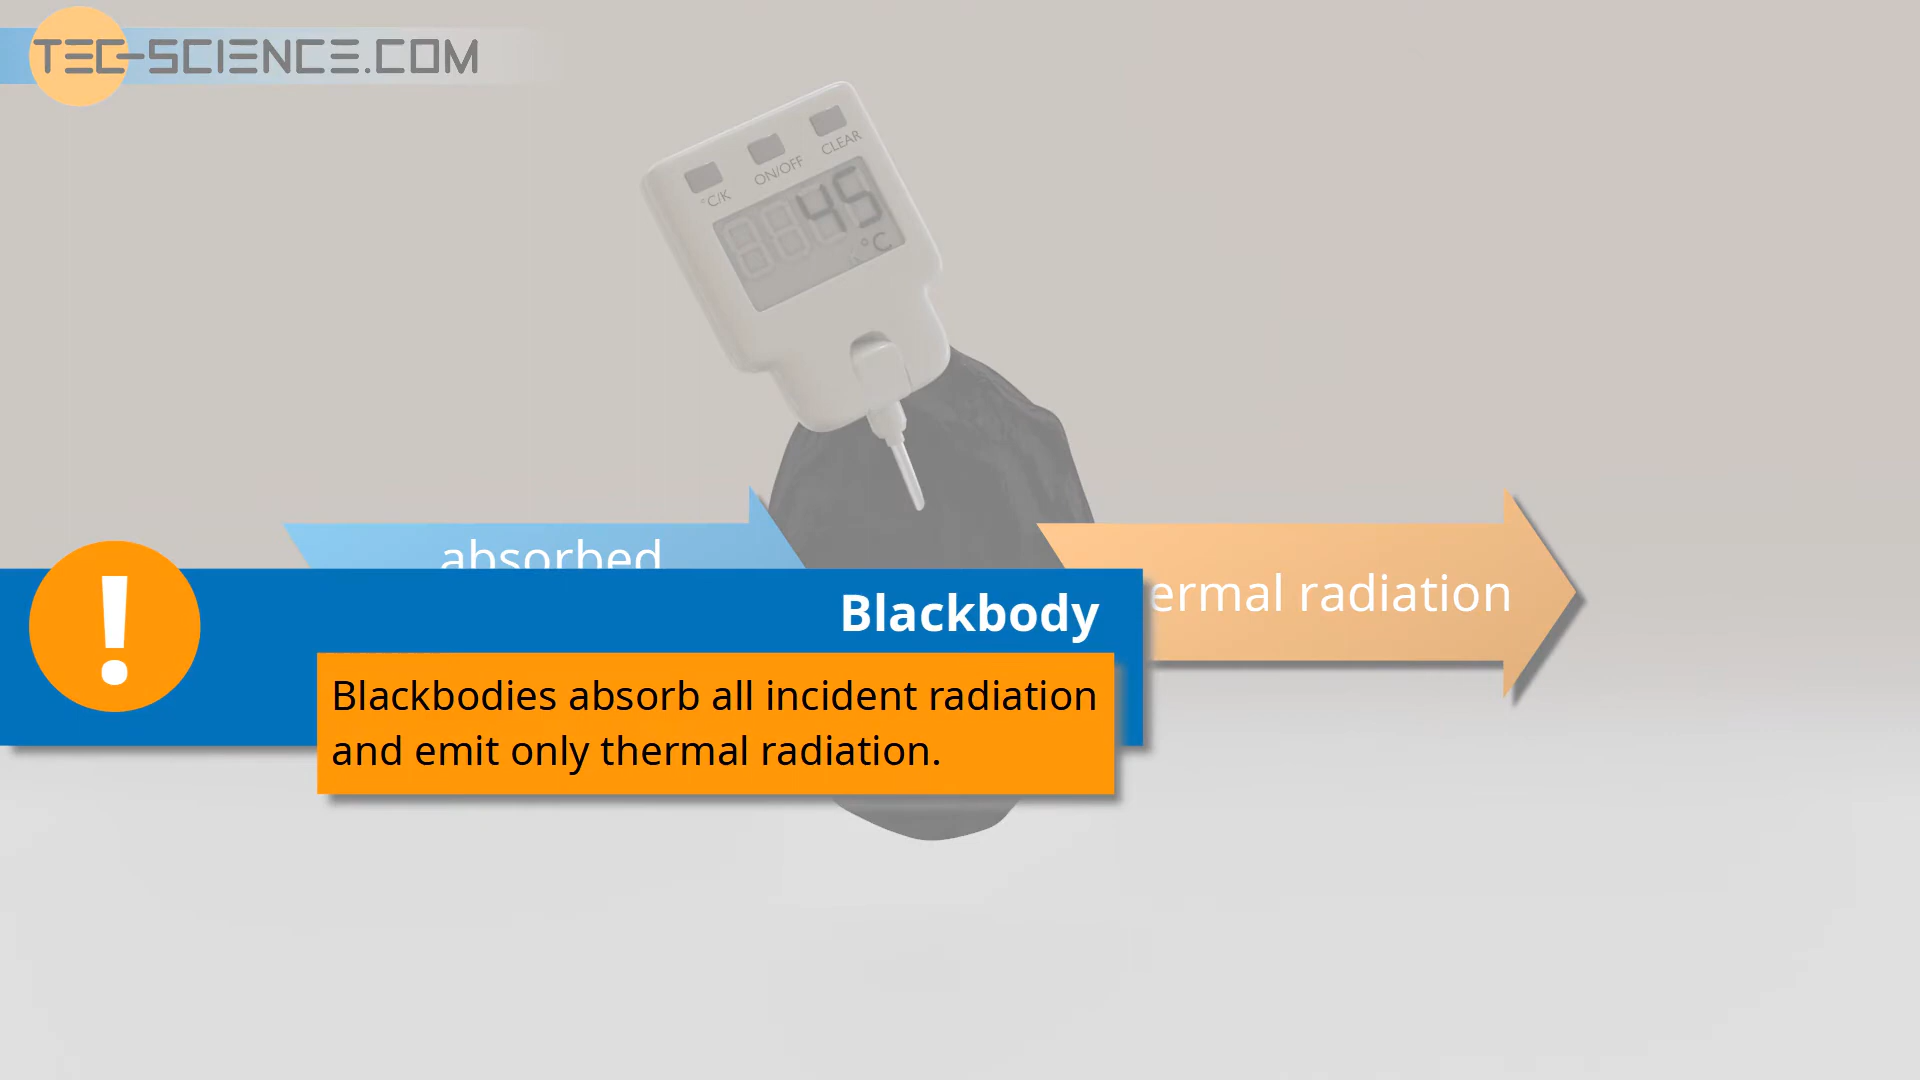 TEC-SCIENCE.COM
°C/K
ON/OFF
CLEAR
45
°C
absorbed
ermal radiation
!
Blackbody
Blackbodies absorb all incident radiation
and emit only thermal radiation.